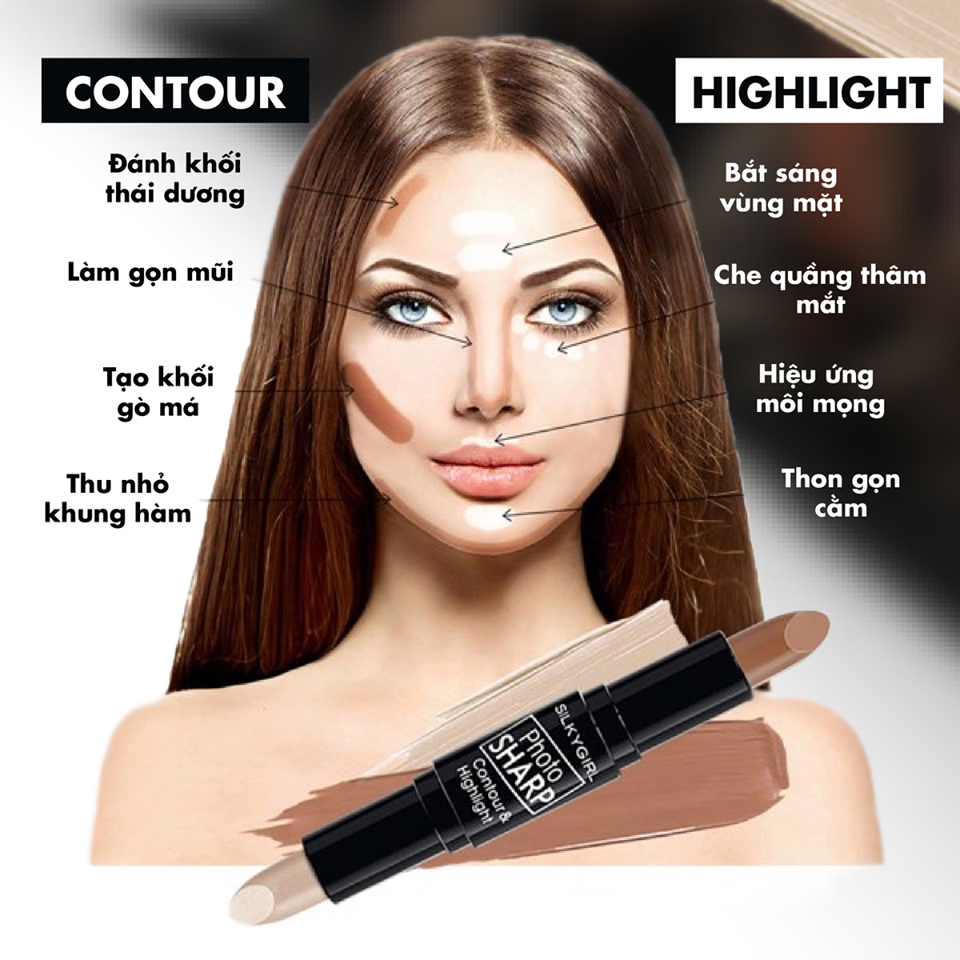 CONTOUR
Đánh khối
thái dương
Làm gọn mũi
Tạo khối
gò má
Thu nhỏ
khung hàm
HIGHLIGHT
Bắt sáng
vùng mặt
Che quầng thâm
mắt
Hiệu ứng
môi mọng
Thon gọn
cằm
SILKYGIRL
Photo
SHARP
Contour&
Highlight